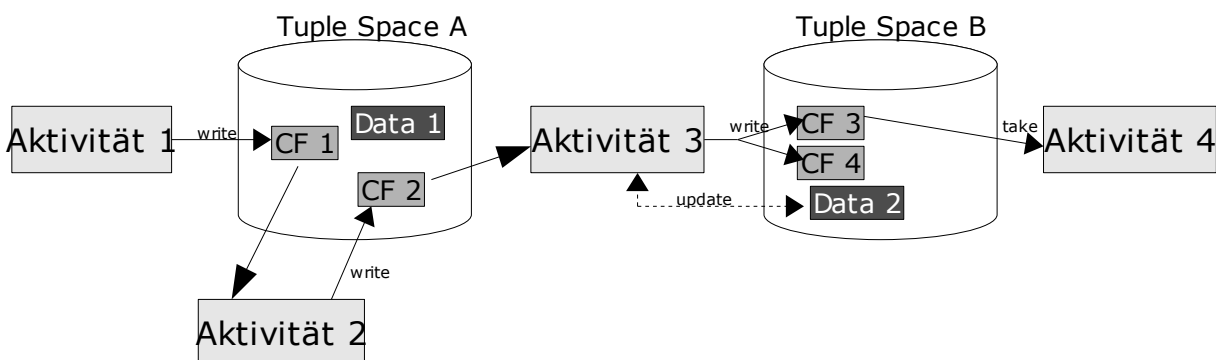 Tuple Space A
Tuple Space B
Aktivität 1
write
CF 1
Data 1
CF 2
Aktivität 3
write
CF 3
CF 4
take
Aktivität 4
update
Data 2
write
Aktivität 2